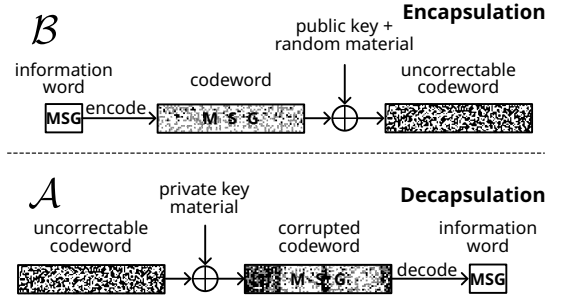 Encapsulation
B
public key +
random material
information
word
codeword
uncorrectable
codeword
MSG
encode
M S G
A
private key
material
Decapsulation
uncorrectable
codeword
corrupted
codeword
information
word
M S G
decode
MSG